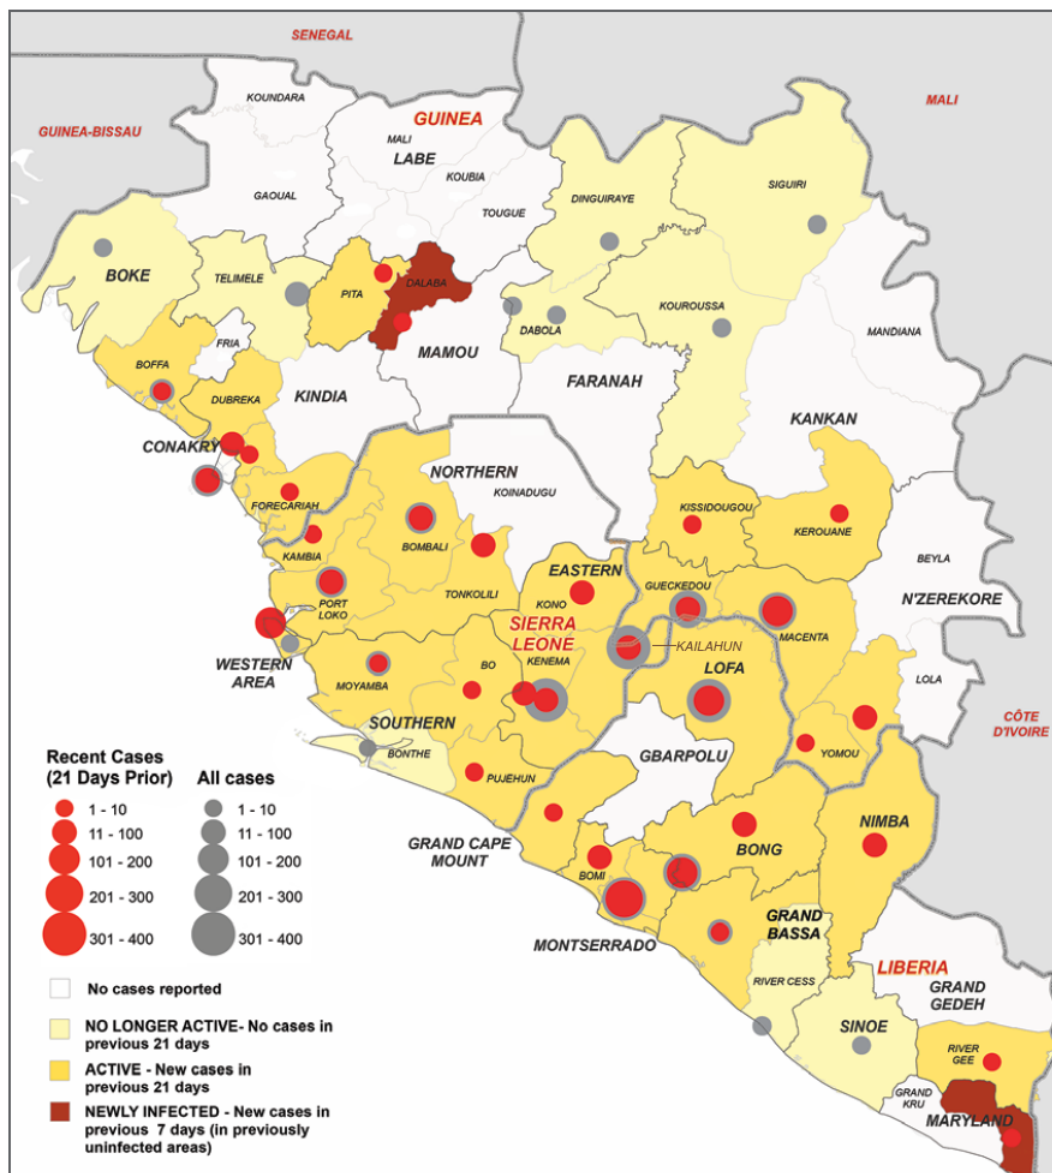 SENEGAL
MALI
GUINEA-BISSAU
KOUNDARA
GUINEA
MALI
LABE
KOUBIA
SIGUIRI
DINGUIRAYE
GAOUAL
TOUGUE
BOKE
TELIMELE
PITA
DALABA
KOUROUSSA
DABOLA
MANDIANA
FRIA
MAMOU
BOFFA
FARANAH
KINDIA
DUBREKA
KANKAN
CONAKRY
NORTHERN
KOINADUGU
FORECARIAH
KISSIDOUGOU
KEROUANE
KAMBIA
BOMBALI
BEYLA
EASTERN
GUECKEDOU
TONKOLILI
KONO
N'ZEREKORE
PORT
LOKO
SIERRA
LEONE
MACENTA
KAILAHUN
WESTERN
AREA
BO
KENEMA
LOFA
MOYAMBA
LOLA
CÔTE
D'IVOIRE
SOUTHERN
BONTHE
GBARPOLU
YOMOU
PUJEHUN
NIMBA
GRAND CAPE
MOUNT
BONG
BOMI
GRAND
BASSA
MONTSERRADO
LIBERIA
RIVER CESS
GRAND
GEDEH
SINOE
RIVER
GEE
GRAND
KRU
MARYLAND
Recent Cases
(21 Days Prior)
1 - 10
11 - 100
101 - 200
201 - 300
301 - 400
All cases
1 - 10
11 - 100
101 - 200
201 - 300
301 - 400
No cases reported
NO LONGER ACTIVE- No cases in
previous 21 days
ACTIVE - New cases in
previous 21 days
NEWLY INFECTED - New cases in
previous 7 days (in previously
uninfected areas)